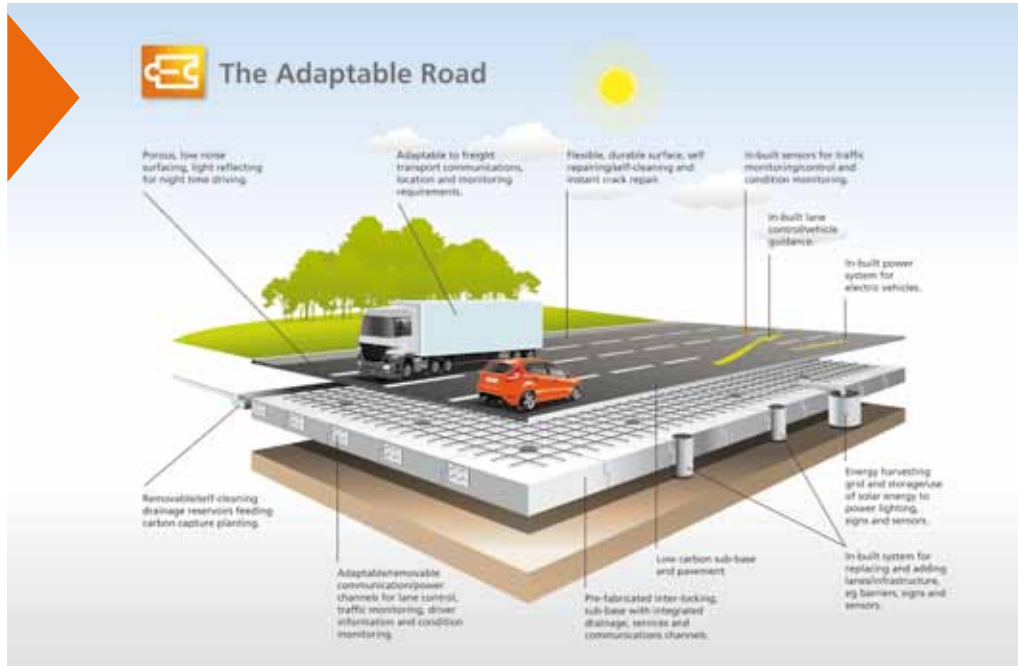 The Adaptable Road
Porous, low noise
surfacing, light reflecting
for night time driving.
Adaptable to freight
transport communications,
location and monitoring
requirements.
Flexible, durable surface, self
repairing/self-cleaning and
instant crack repair.
In-built sensors for traffic
monitoring/control and
condition monitoring.
In-built lane
control/vehicle
guidance.
In-built power
system for
electric vehicles.
Removable/self-cleaning
drainage reservoirs feeding
carbon capture planting.
Adaptable/removable
communication/power
channels for lane control,
traffic monitoring, driver
information and condition
monitoring.
Pre-fabricated inter-locking,
sub-base with integrated
drainage, services and
communications channels.
Low carbon sub-base
and pavement
Energy harvesting
grid and storage/use
of solar energy to
power lighting,
signs and sensors.
In-built system for
replacing and adding
lanes/infrastructure,
eg barriers, signs and
sensors.